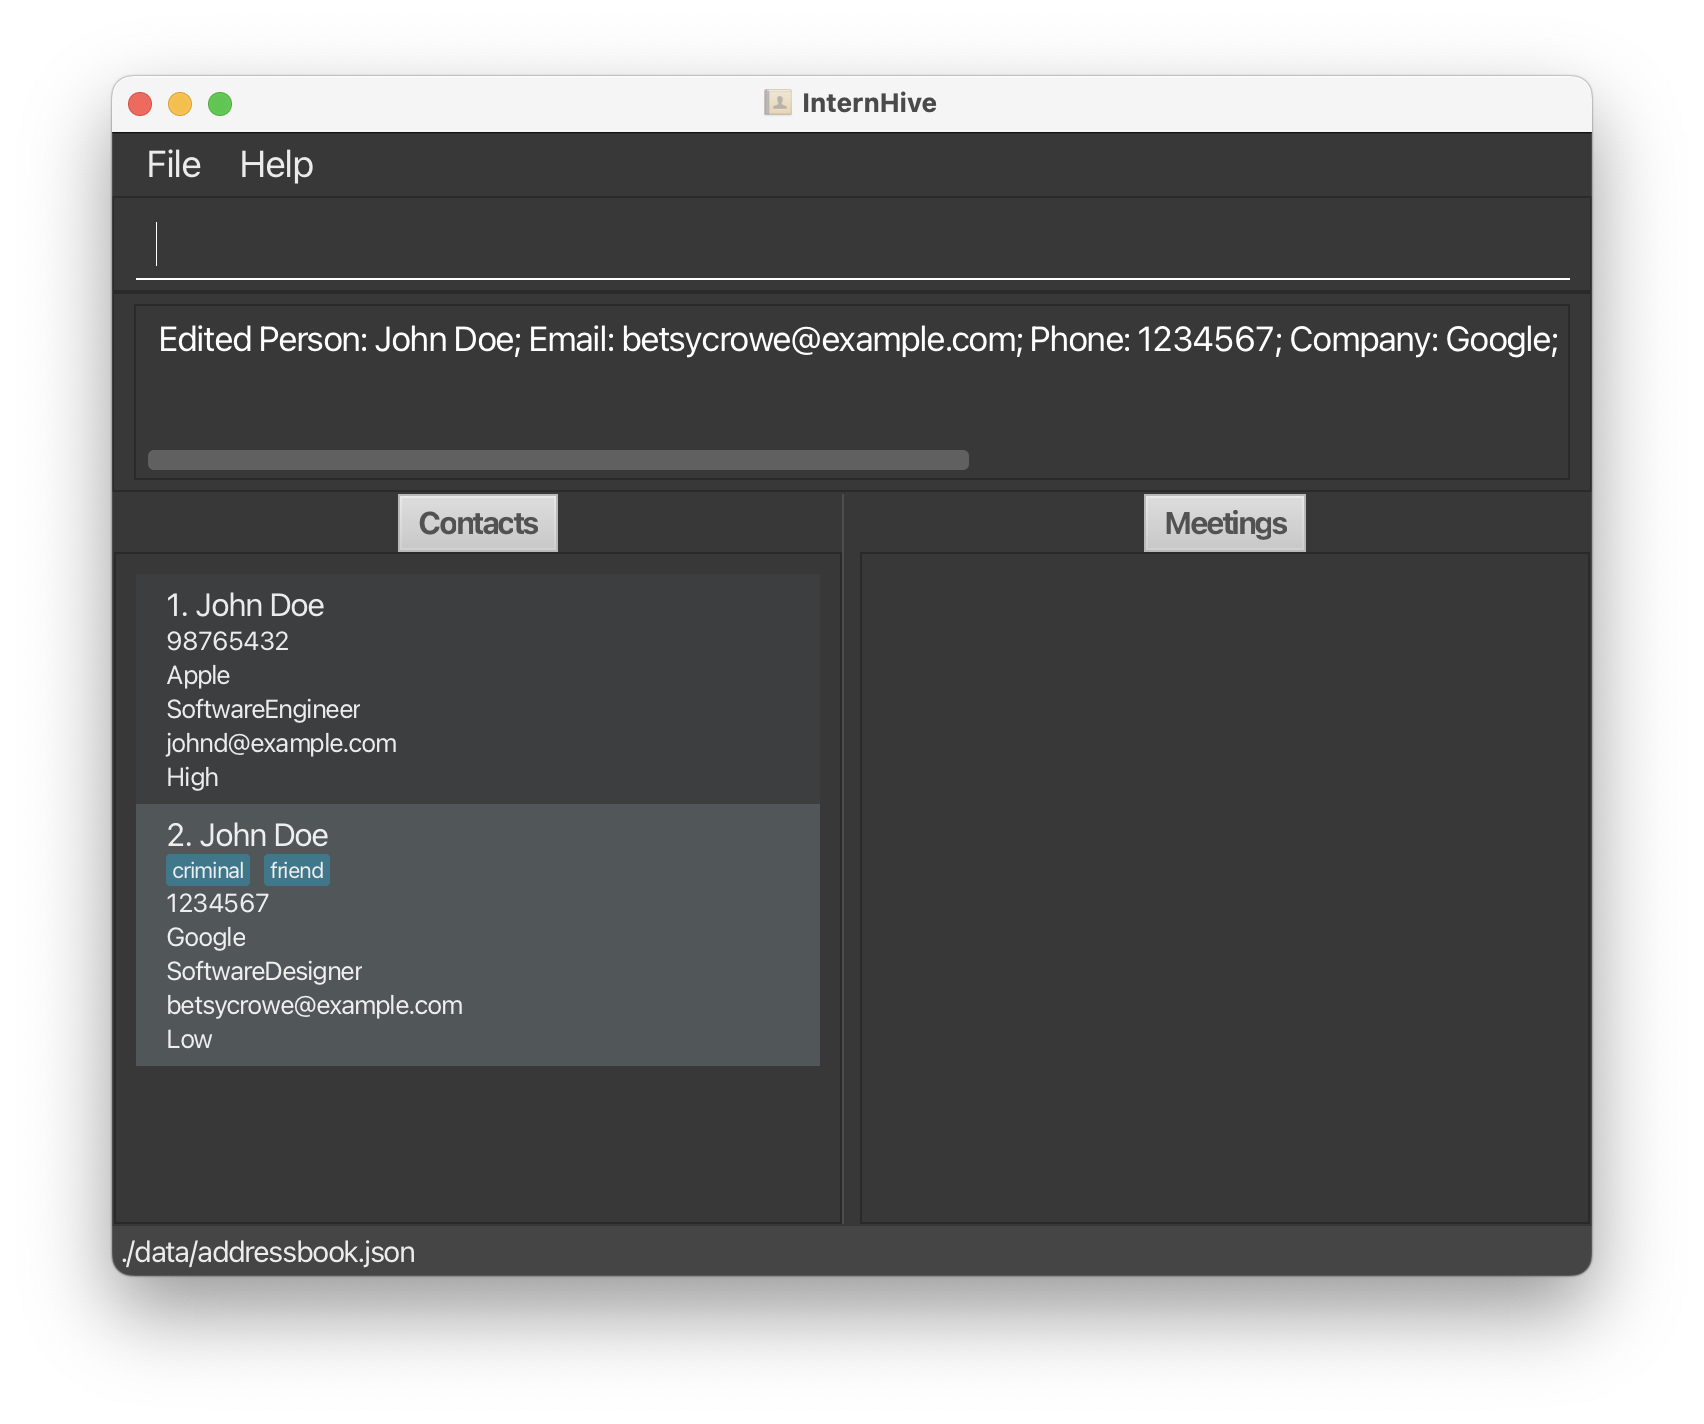 InternHive
File Help
Edited Person: John Doe; Email: betsycrowe@example.com; Phone: 1234567; Company: Google;
Contacts
Meetings
1. John Doe
98765432
Apple
SoftwareEngineer
johnd@example.com
High
2. John Doe
criminal friend
1234567
Google
SoftwareDesigner
betsycrowe@example.com
Low
./data/addressbook.json